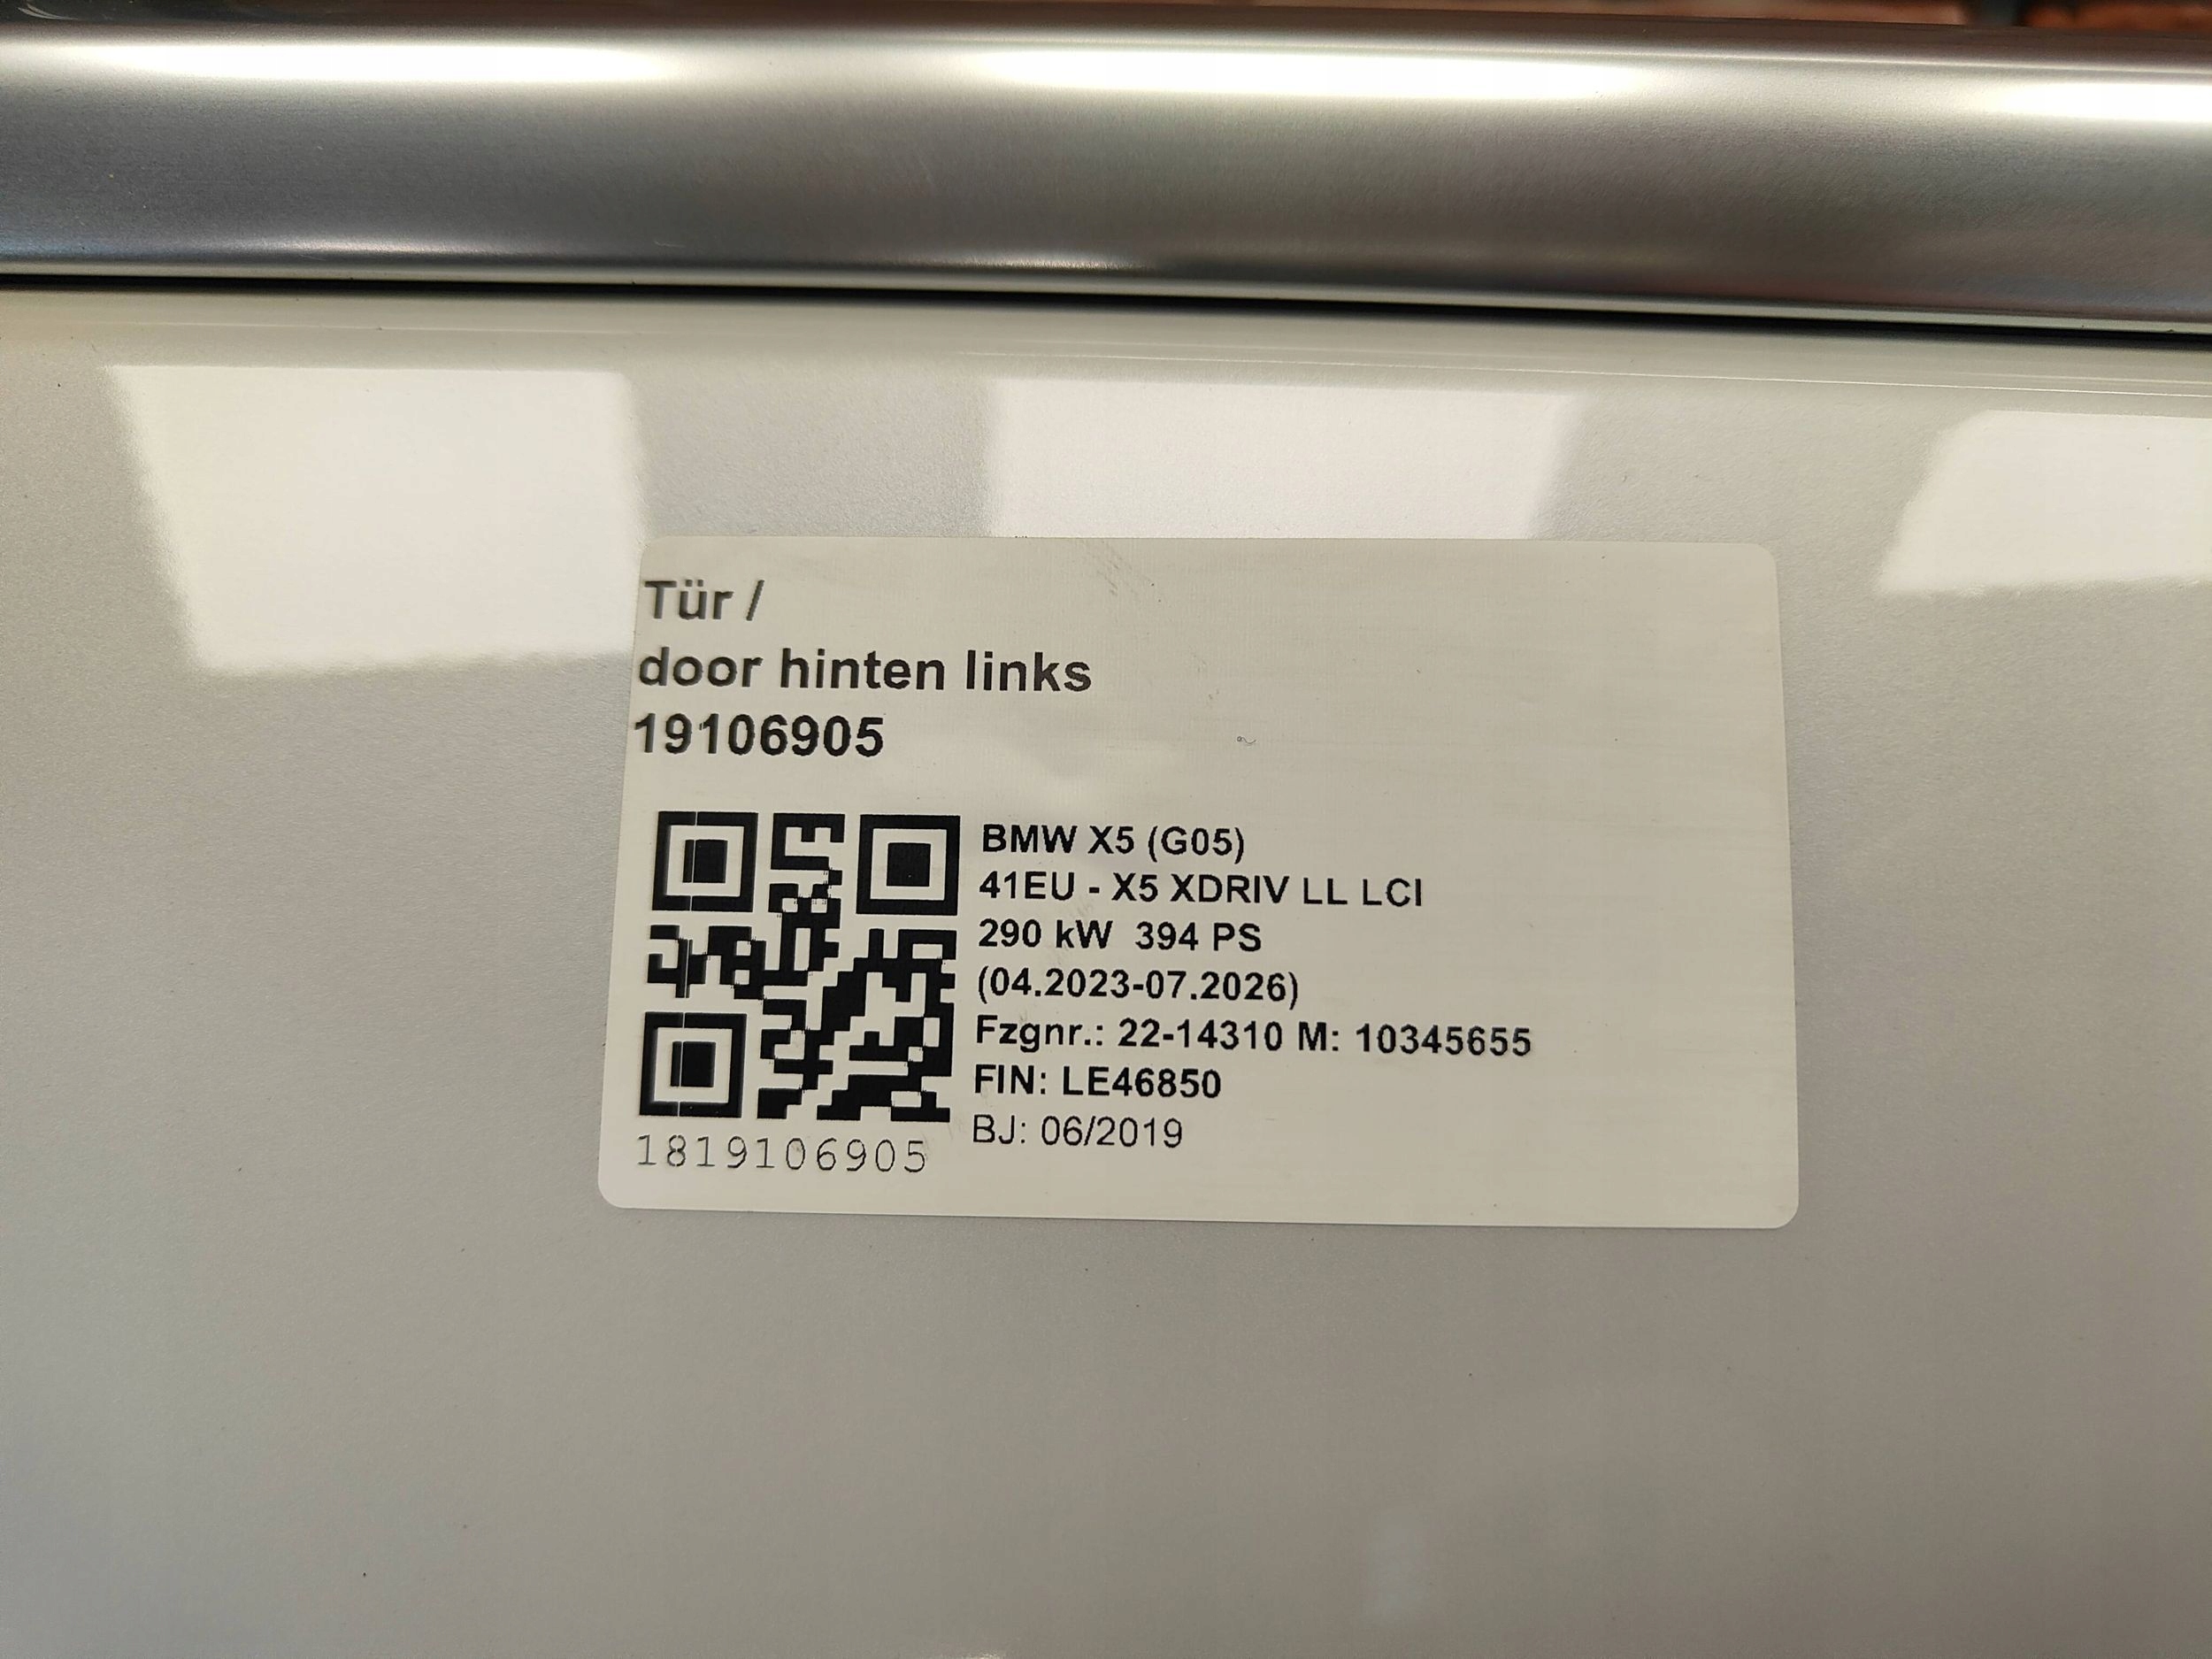 Tür /
door hinten links
19106905
BMW X5 (G05)
41EU - X5 XDRIV LL LCI
290 kW 394 PS
(04.2023-07.2026)
Fzgnr.: 22-14310 M: 10345655
FIN: LE46850
BJ: 06/2019
1819106905